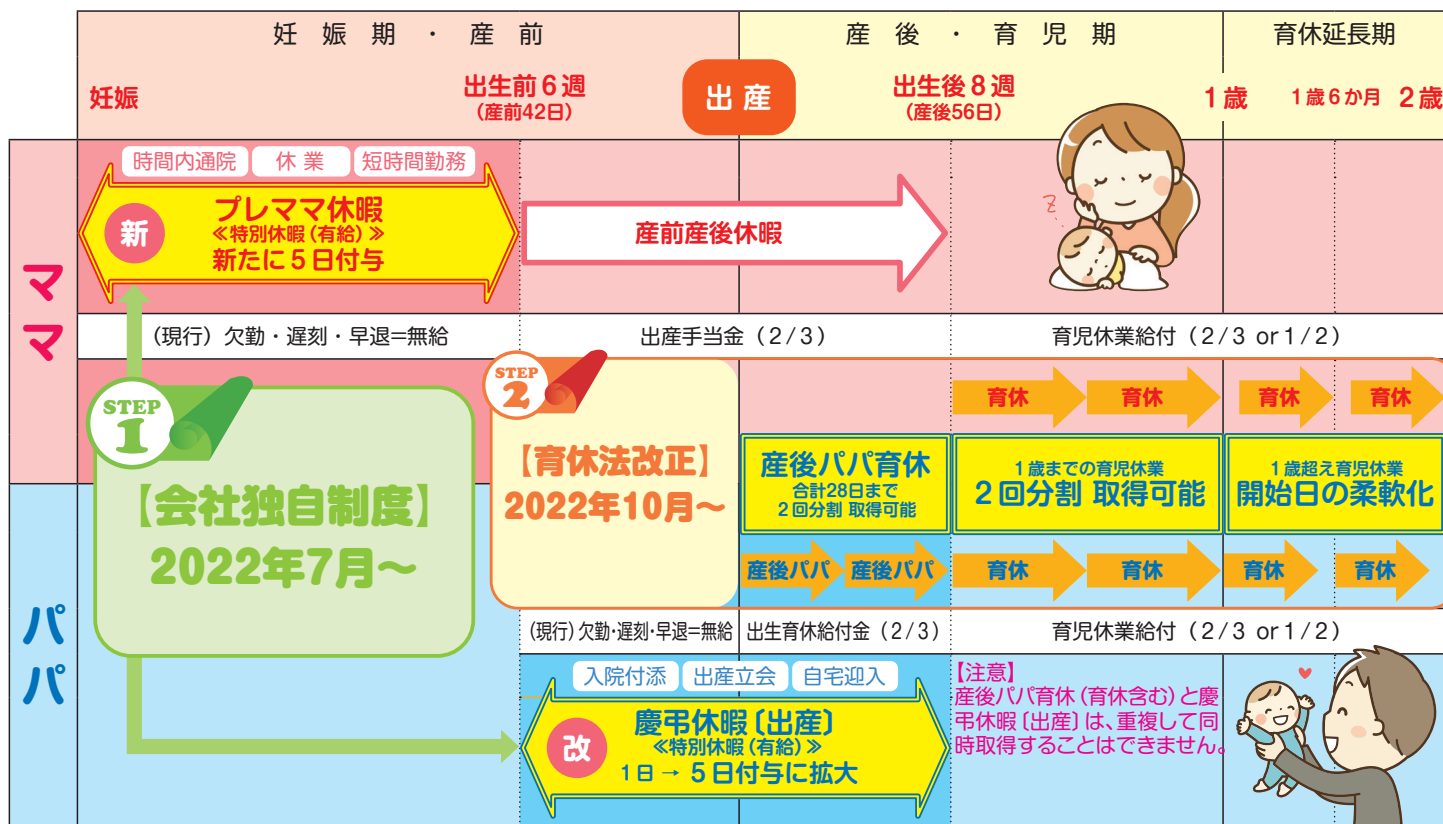 妊娠期・産前
産後・育児期
育休延長期
妊娠
出生前6週
(産前42日)
出産
出生後8週
(産後56日)
1歳
1歳6か月
2歳
ママ
時間内通院
休業
短時間勤務
新
プレママ休暇
≪特別休暇(有給)≫
新たに5日付与
産前産後休暇
z
(現行)欠勤・遅刻・早退=無給
出産手当金(2/3)
育児休業給付(2/3 or 1/2)
STEP
1
【会社独自制度】
2022年7月〜
STEP
2
【育休法改正】
2022年10月〜
育休
育休
育休
育休
産後パパ育休
合計28日まで
2回分割 取得可能
1歳までの育児休業
2回分割 取得可能
1歳超え育児休業
開始日の柔軟化
産後パパ
産後パパ
育休
育休
育休
育休
パパ
(現行)欠勤・遅刻・早退=無給
出生育休給付金(2/3)
育児休業給付(2/3 or 1/2)
入院付添
出産立会
自宅迎入
改
慶弔休暇〔出産〕
≪特別休暇(有給)≫
1日→5日付与に拡大
【注意】
産後パパ育休(育休含む)と慶
弔休暇〔出産〕は、重複して同
時取得することはできません。